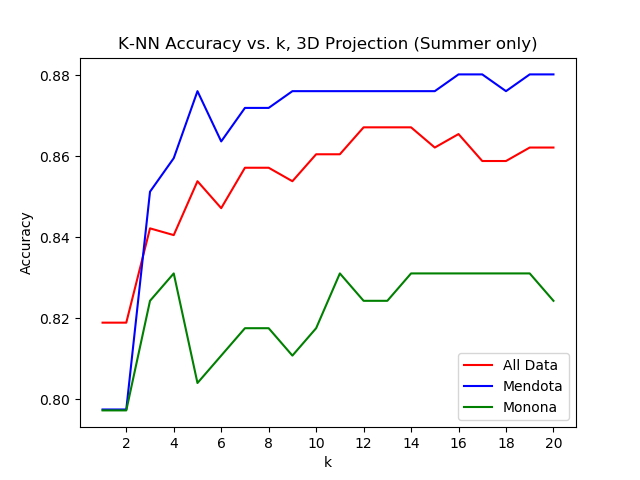 K-NN Accuracy vs. k, 3D Projection (Summer only)
0.88
0.86
0.84
0.82
0.80
Accuracy
2 4 6 8 10 12 14 16 18 20
k
All Data
Mendota
Monona